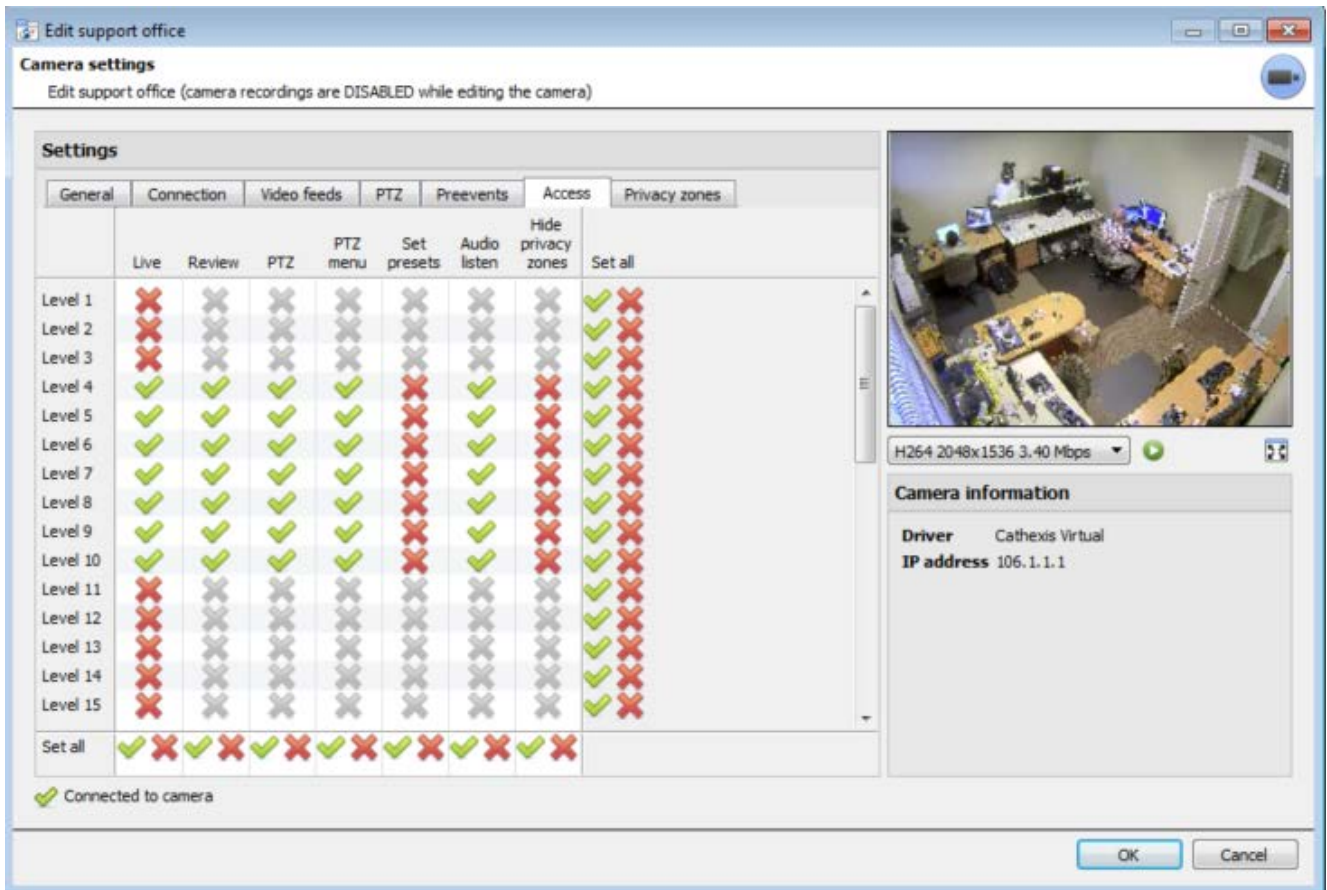 Edit support office
Camera settings
Edit support office (camera recordings are DISABLED while editing the camera)
Settings
General Connection Video feeds PTZ Preevents Access Privacy zones
Live Review PTZ PTZ menu Set presets Audio listen Hide privacy zones Set all
Level 1
Level 2
Level 3
Level 4
Level 5
Level 6
Level 7
Level 8
Level 9
Level 10
Level 11
Level 12
Level 13
Level 14
Level 15
Set all
H264 2048x1536 3.40 Mbps
Camera information
Driver Cathexis Virtual
IP address 106.1.1.1
Connected to camera
OK Cancel